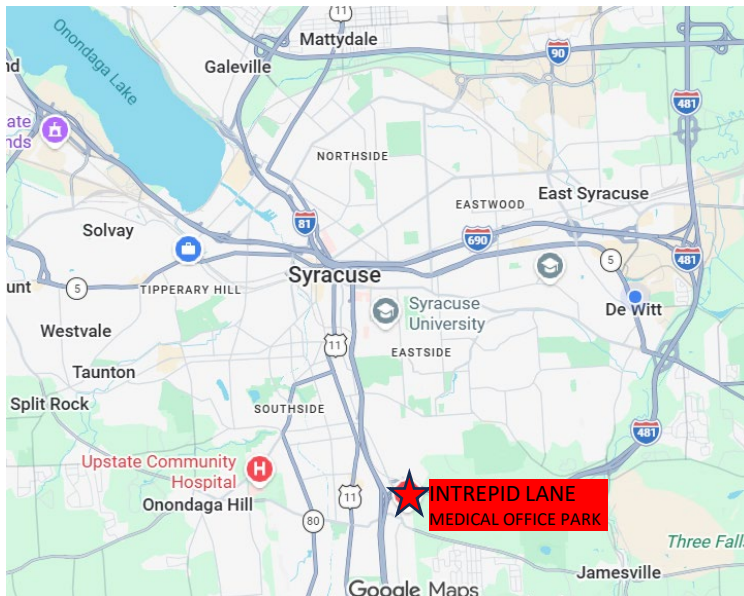 11
Mattydale
90
Onondaga Lake
Galeville
481
ate
nds
NORTHSIDE
EASTWOOD
East Syracuse
81
690
Solvay
5
481
Syracuse
unt
5
TIPPERARY HILL
De Witt
Syracuse
University
Westvale
11
EASTSIDE
Taunton
Split Rock
SOUTHSIDE
481
Upstate Community
Hospital
H
11
INTREPID LANE
Onondaga Hill
80
MEDICAL OFFICE PARK
Three Falls
Jamesville
Google Maps